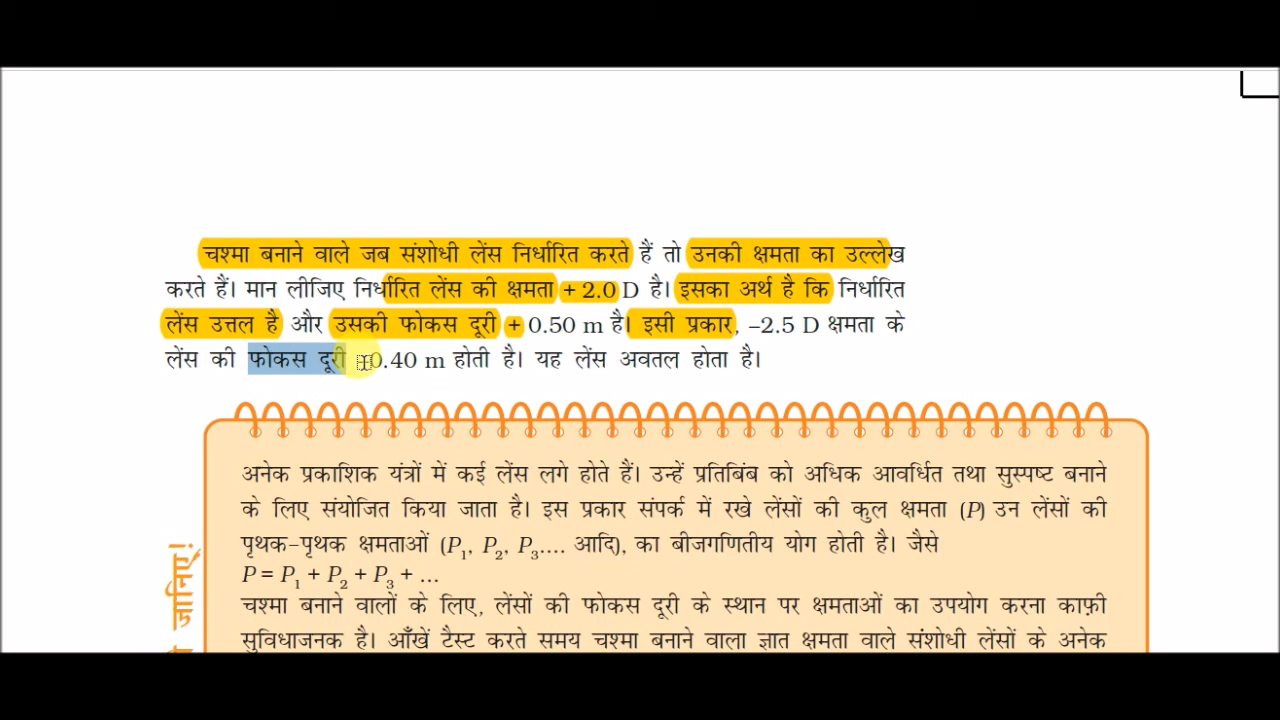 चश्मा बनाने वाले जब संशोधी लेंस निर्धारित करते हैं तो उनकी क्षमता का उल्लेख
करते हैं। मान लीजिए निर्धारित लेंस की क्षमता + 2.0 D है। इसका अर्थ है कि निर्धारित
लेंस उत्तल है और उसकी फोकस दूरी + 0.50 m है। इसी प्रकार, –2.5 D क्षमता के
लेंस की फोकस दूरी –0.40 m होती है। यह लेंस अवतल होता है।
अनेक प्रकाशिक यंत्रों में कई लेंस लगे होते हैं। उन्हें प्रतिबिंब को अधिक आवर्धित तथा सुस्पष्ट बनाने
के लिए संयोजित किया जाता है। इस प्रकार संपर्क में रखे लेंसों की कुल क्षमता (P) उन लेंसों की
पृथक-पृथक क्षमताओं (P₁, P₂, P₃.... आदि), का बीजगणितीय योग होती है। जैसे
P = P₁ + P₂ + P₃ + ...
चश्मा बनाने वालों के लिए, लेंसों की फोकस दूरी के स्थान पर क्षमताओं का उपयोग करना काफ़ी
सुविधाजनक है। आँखें टैस्ट करते समय चश्मा बनाने वाला ज्ञात क्षमता वाले संशोधी लेंसों के अनेक
जानिए!